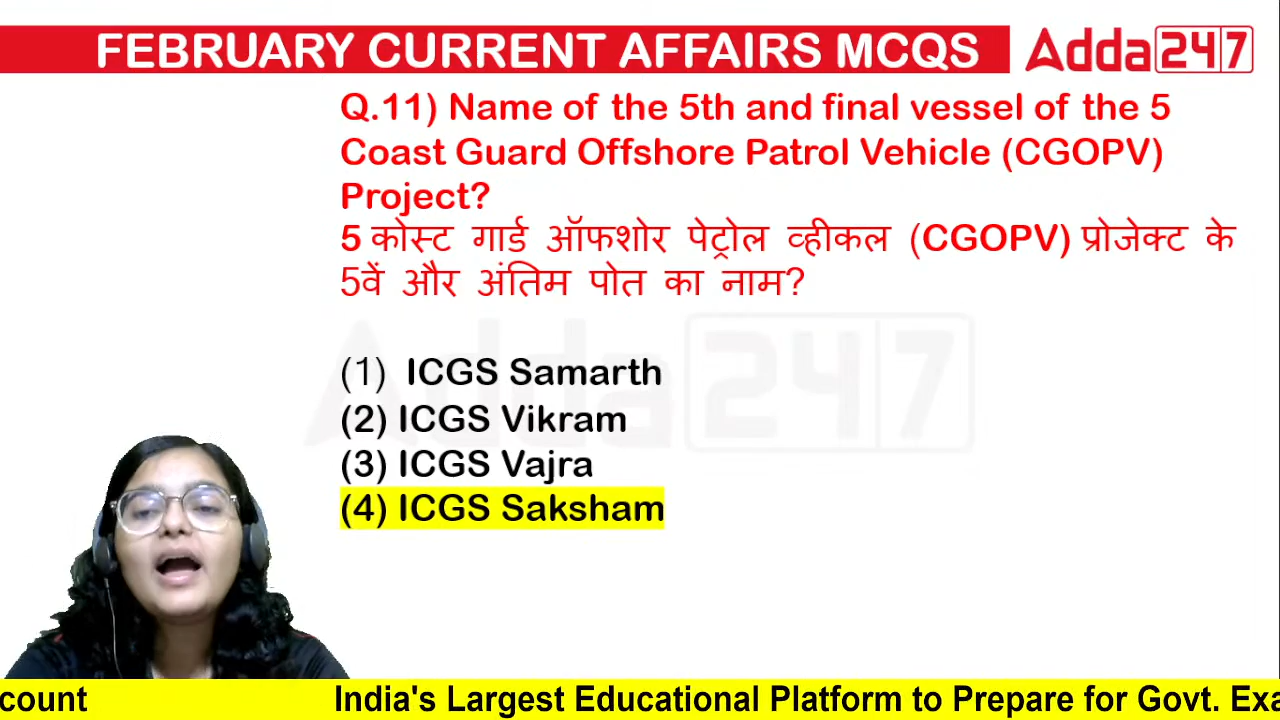 FEBRUARY CURRENT AFFAIRS MCQS
Adda247
Q.11) Name of the 5th and final vessel of the 5
Coast Guard Offshore Patrol Vehicle (CGOPV)
Project?
5 कोस्ट गार्ड ऑफशोर पेट्रोल व्हीकल (CGOPV) प्रोजेक्ट के
5वें और अंतिम पोत का नाम?
Adda247
(1) ICGS Samarth
(2) ICGS Vikram
(3) ICGS Vajra
(4) ICGS Saksham
count India's Largest Educational Platform to Prepare for Govt. Exa